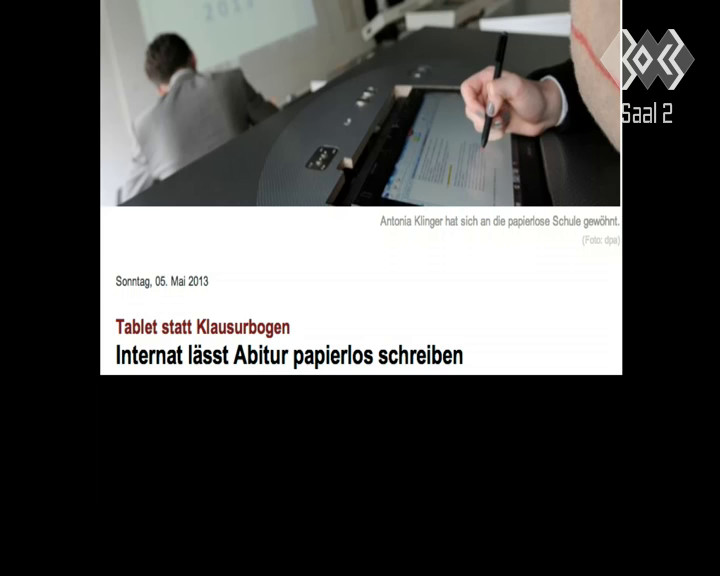 2013
Saal 2
Antonia Klinger hat sich an die papierlose Schule gewöhnt.
(Foto: dpa)
Sonntag, 05. Mai 2013
Tablet statt Klausurbogen
Internat lässt Abitur papierlos schreiben